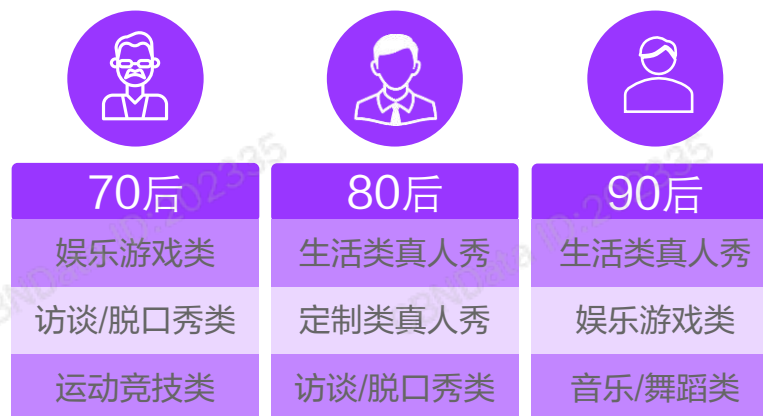 70后
80后
90后
娱乐游戏类
生活类真人秀
生活类真人秀
访谈/脱口秀类
定制类真人秀
娱乐游戏类
运动竞技类
访谈/脱口秀类
音乐/舞蹈类